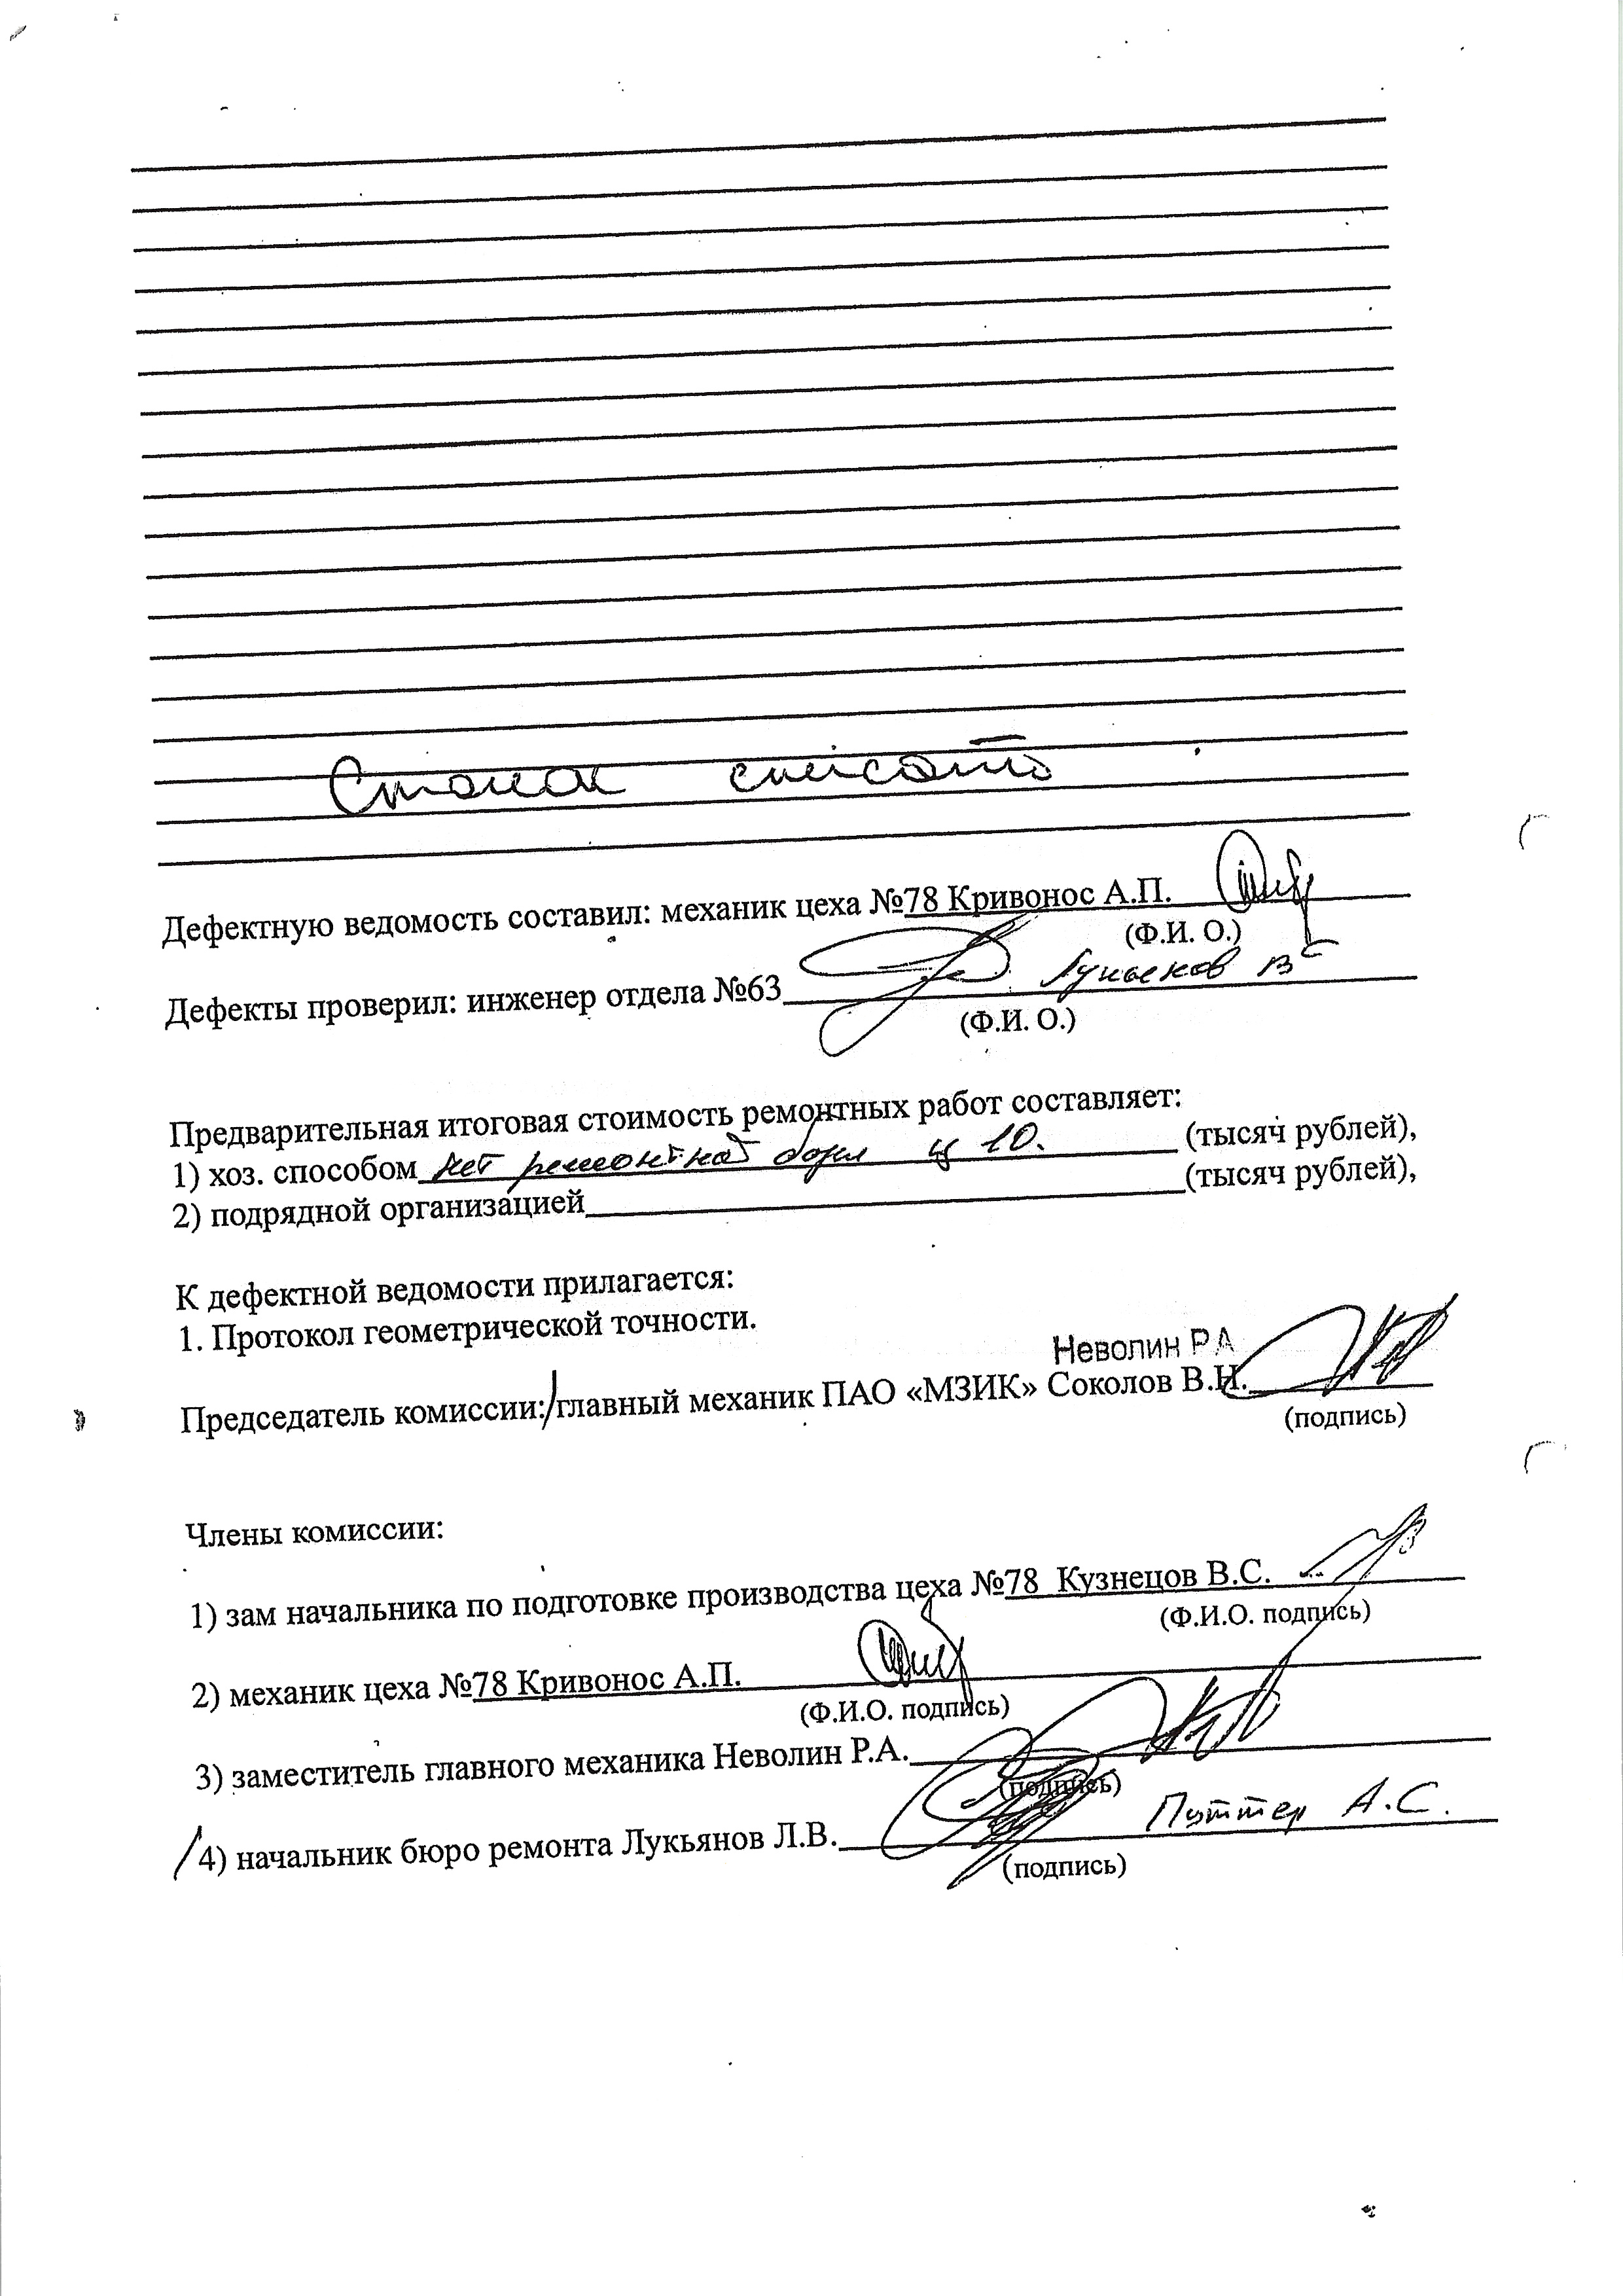 Станок списать
Дефектную ведомость составил: механик цеха №78 Кривонос А.П.
(Ф.И. О.)
Дефекты проверил: инженер отдела №63
(Ф.И. О.)
Предварительная итоговая стоимость ремонтных работ составляет:
1) хоз. способом нет ремонтной базы ц 10. (тысяч рублей),
2) подрядной организацией (тысяч рублей),
К дефектной ведомости прилагается:
1. Протокол геометрической точности.
Неволин Р.А
Председатель комиссии:/главный механик ПАО «МЗИК» Соколов В.Н.
(подпись)
Члены комиссии:
1) зам начальника по подготовке производства цеха №78 Кузнецов В.С.
(Ф.И.О. подпись)
2) механик цеха №78 Кривонос А.П.
(Ф.И.О. подпись)
3) заместитель главного механика Неволин Р.А.
(подпись)
/4) начальник бюро ремонта Лукьянов Л.В. Поттер А.С.
(подпись)